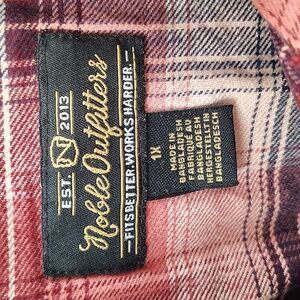 EST. N 2013
Noble Outfitters
—FITS BETTER. WORKS HARDER.—
1X
MADE IN
BANGLADESH
FABRIQUÉ AU
BANGLADESH
HERGESTELLT IN
BANGLADESCH